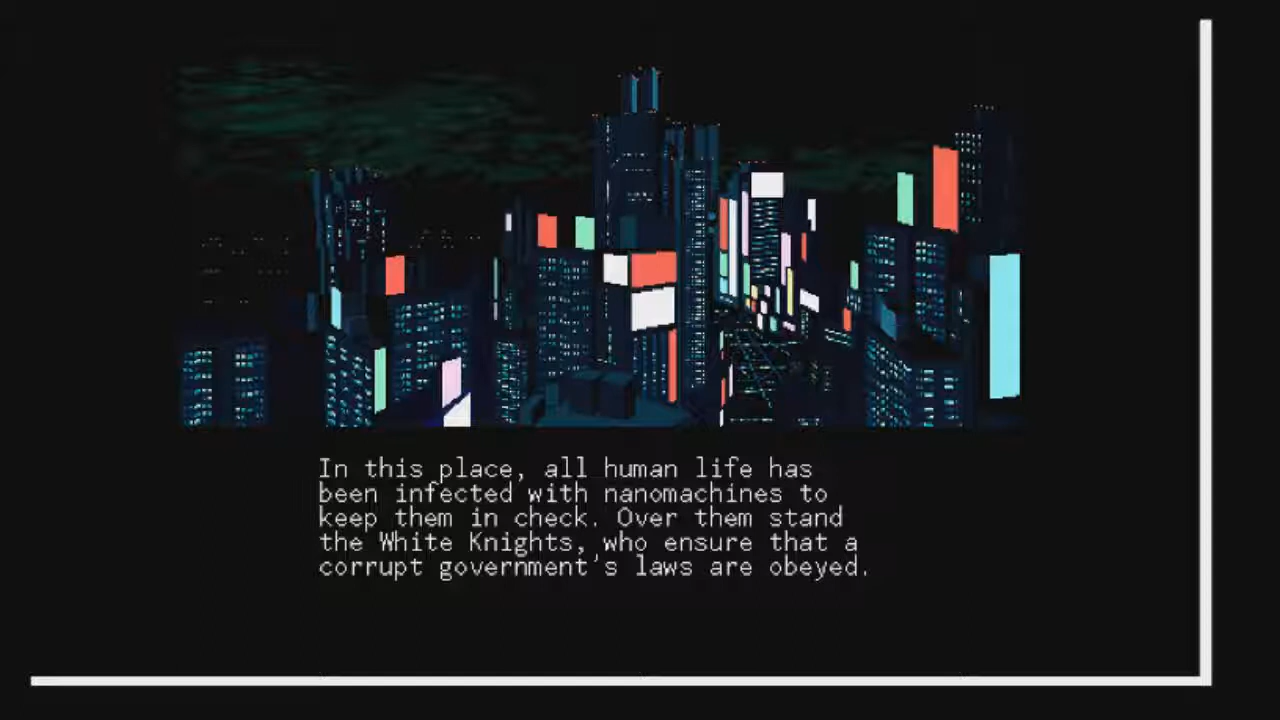 In this place, all human life has
been infected with nanomachines to
keep them in check. Over them stand
the White Knights, who ensure that a
corrupt government's laws are obeyed.